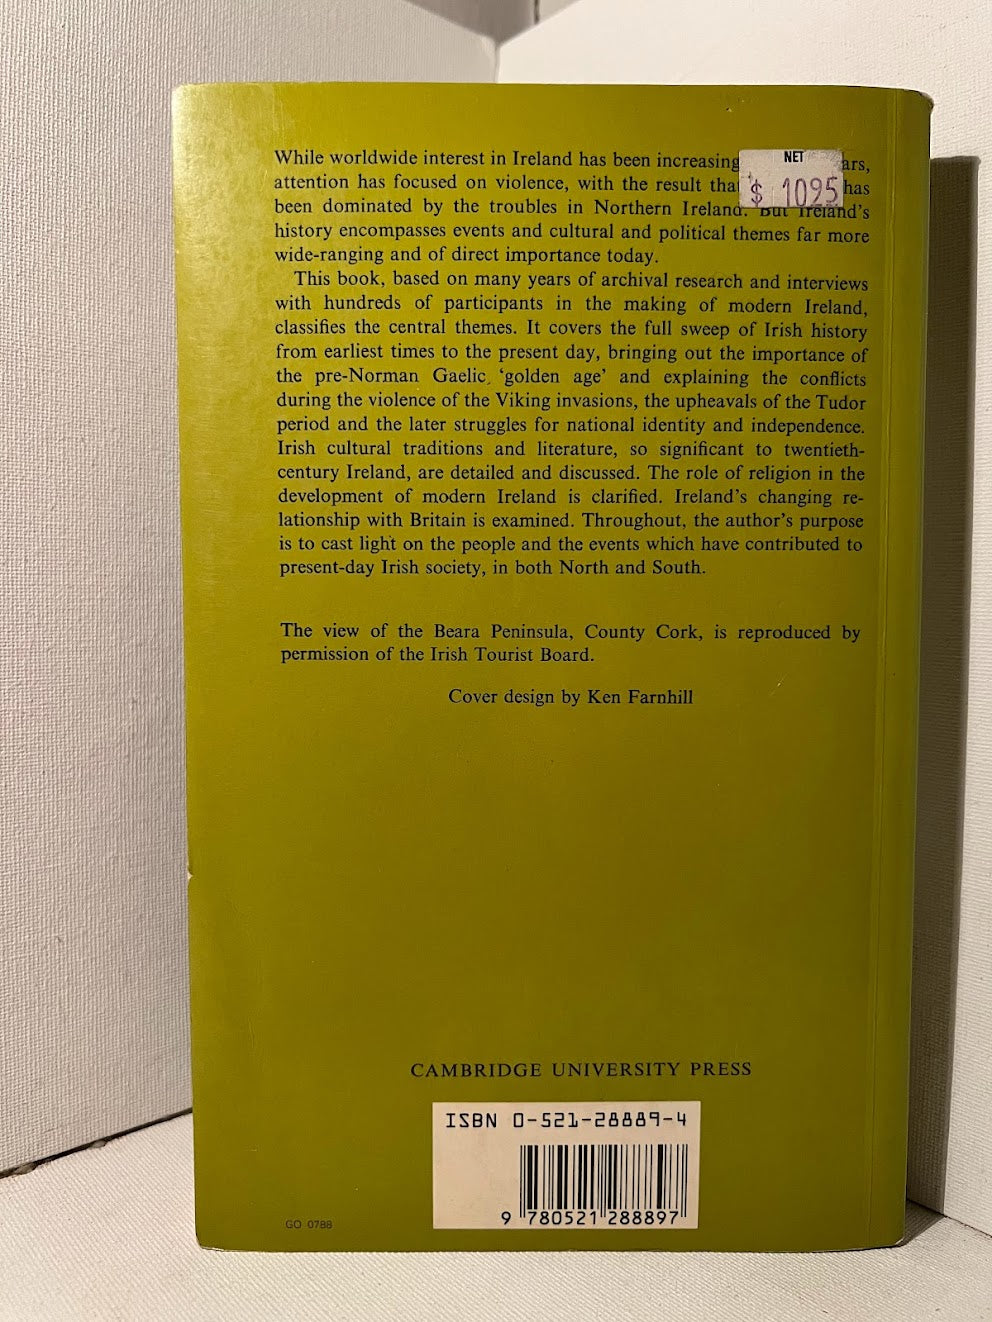 While worldwide interest in Ireland has been increasing
NET
ars,
attention has focused on violence, with the result tha
$ 1095
has
been dominated by the troubles in Northern Ireland. But Ireland's
history encompasses events and cultural and political themes far more
wide-ranging and of direct importance today.
This book, based on many years of archival research and interviews
with hundreds of participants in the making of modern Ireland,
classifies the central themes. It covers the full sweep of Irish history
from earliest times to the present day, bringing out the importance of
the pre-Norman Gaelic 'golden age' and explaining the conflicts
during the violence of the Viking invasions, the upheavals of the Tudor
period and the later struggles for national identity and independence.
Irish cultural traditions and literature, so significant to twentieth-
century Ireland, are detailed and discussed. The role of religion in the
development of modern Ireland is clarified. Ireland's changing re-
lationship with Britain is examined. Throughout, the author's purpose
is to cast light on the people and the events which have contributed to
present-day Irish society, in both North and South.
The view of the Beara Peninsula, County Cork, is reproduced by
permission of the Irish Tourist Board.
Cover design by Ken Farnhill
CAMBRIDGE UNIVERSITY PRESS
ISBN 0-521-28889-4
9 780521 288897
GO 0788